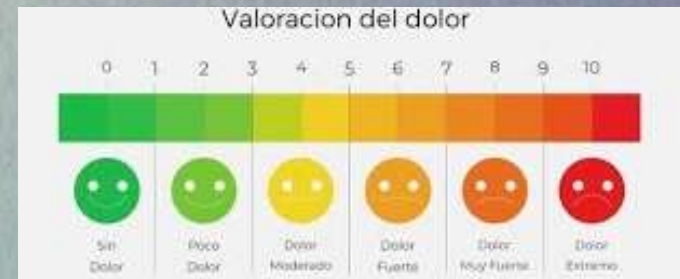 Valoracion del dolor
0 1 2 3 4 5 6 7 8 9 10
Sin Dolor
Poco Dolor
Dolor Moderado
Dolor Fuerte
Dolor Muy Fuerte
Dolor Extremo